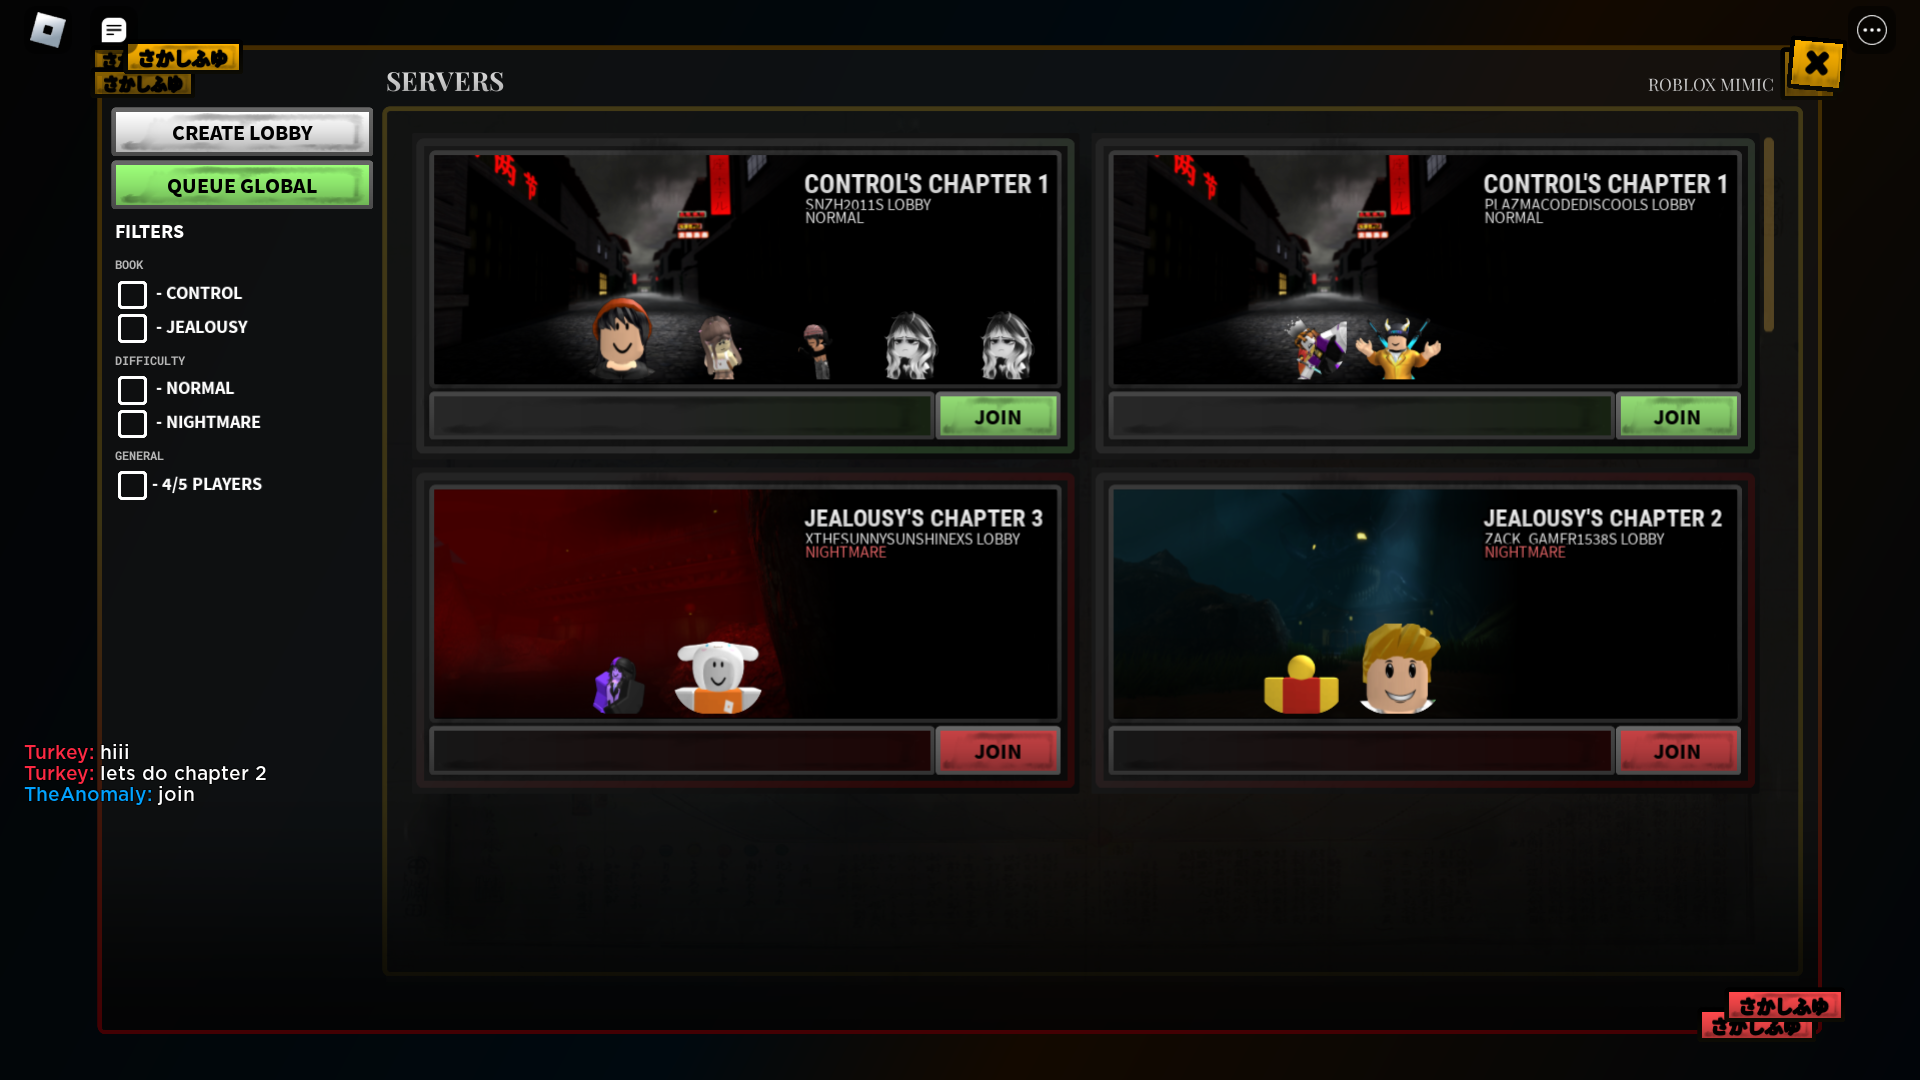 さかしふゆ
さかしふゆ
SERVERS
ROBLOX MIMIC
CREATE LOBBY
QUEUE GLOBAL
FILTERS
BOOK
- CONTROL
- JEALOUSY
DIFFICULTY
- NORMAL
- NIGHTMARE
GENERAL
- 4/5 PLAYERS
CONTROL'S CHAPTER 1
SNZH2011S LOBBY
NORMAL
JOIN
CONTROL'S CHAPTER 1
PLAZMACODEDISCOOLS LOBBY
NORMAL
JOIN
JEALOUSY'S CHAPTER 3
XTHESUNNYSUNSHINEXS LOBBY
NIGHTMARE
JOIN
JEALOUSY'S CHAPTER 2
ZACK_GAMER1538S LOBBY
NIGHTMARE
JOIN
Turkey: hiii
Turkey: lets do chapter 2
TheAnomaly: join
さかしふゆ
さかしふゆ